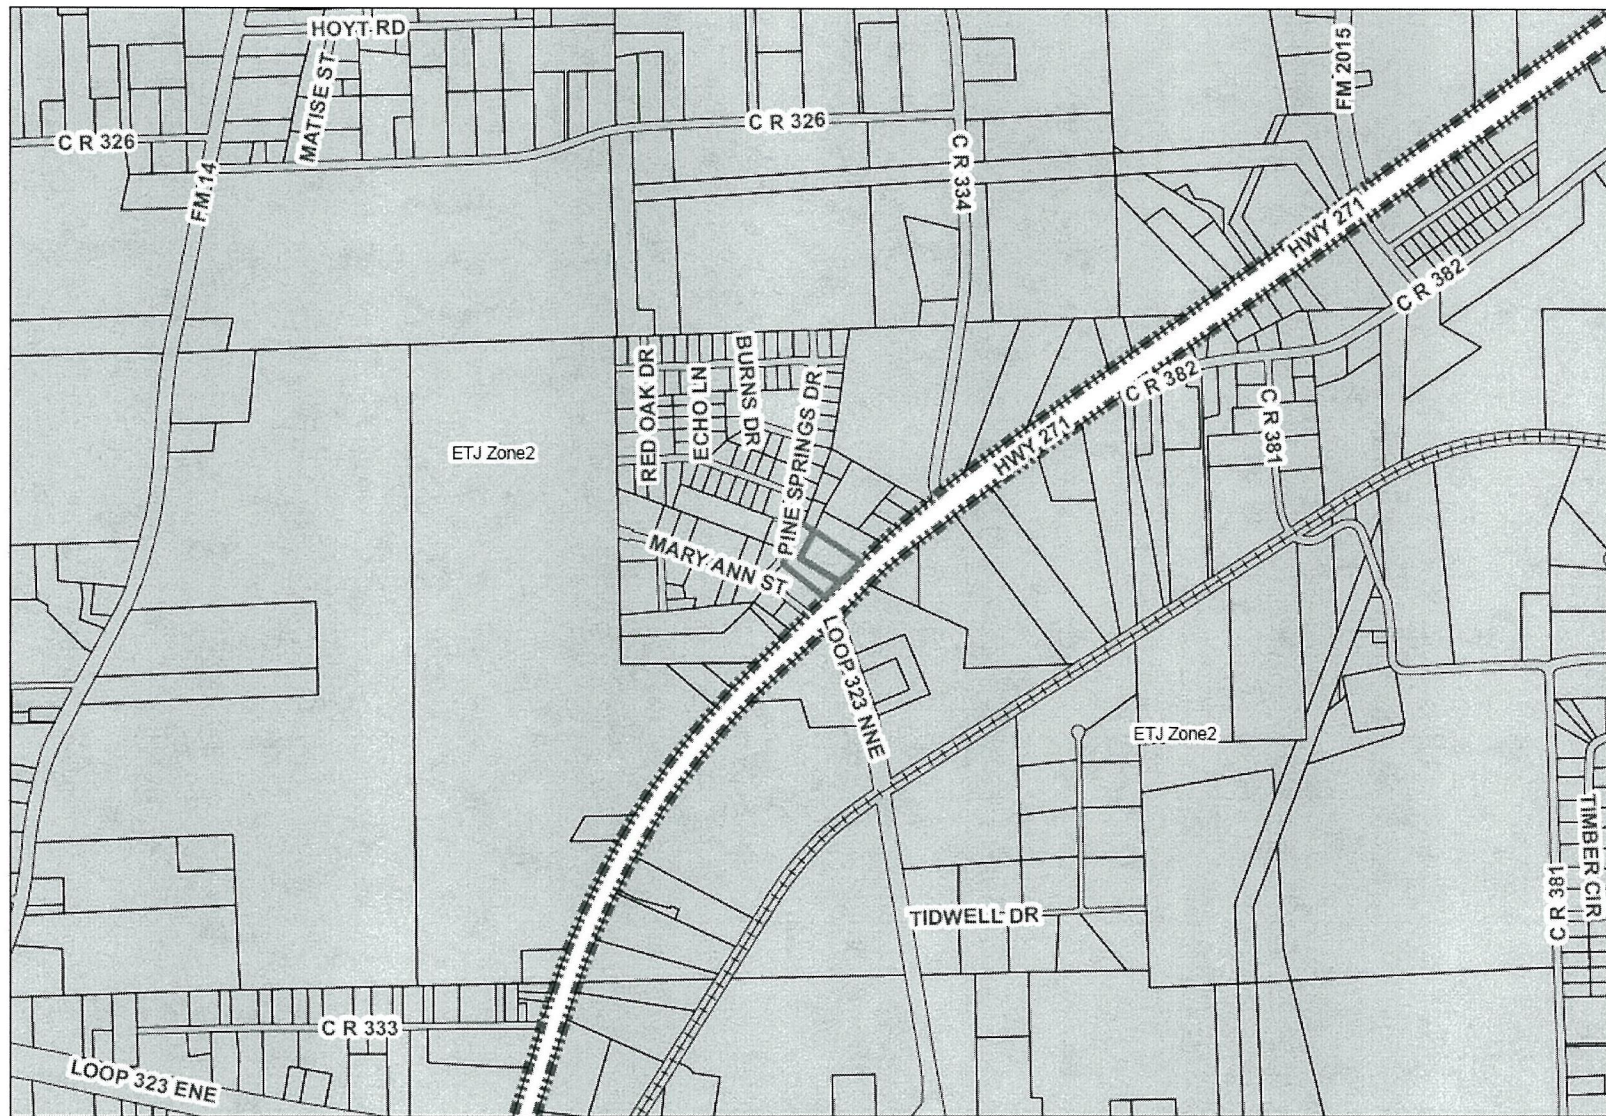 HOYT RD
MATISE ST
FM 2015
C R 326
C R 326
FM 14
C R 334
HWY 271
C R 382
RED OAK DR
ECHO LN
BURNS DR
PINE SPRINGS DR
C R 382
C R 381
HWY 271
ETJ Zone2
MARY ANN ST
LOOP 323 NNE
ETJ Zone2
TIMBER CIR
C R 381
TIDWELL DR
C R 333
LOOP 323 ENE